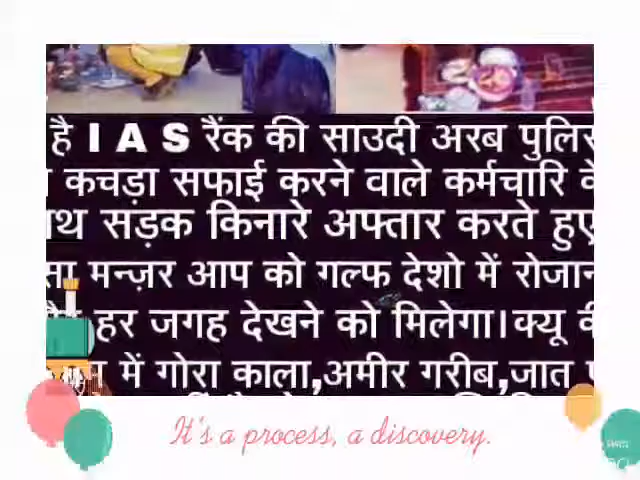 है I A S रैंक की साउदी अरब पुलिस
कचड़ा सफाई करने वाले कर्मचारि के
सड़क किनारे अफ्तार करते हुए
मन्ज़र आप को गल्फ देशो में रोजान
हर जगह देखने को मिलेगा।क्यू
में गोरा काला,अमीर गरीब,जात
It's a process, a discovery.